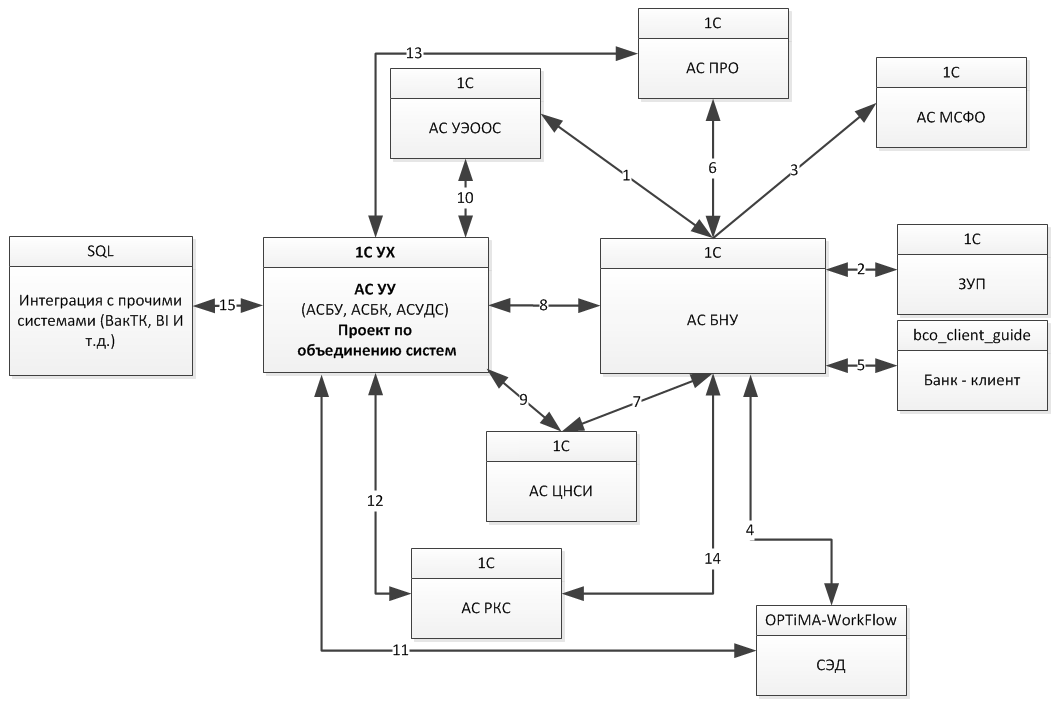 1С
АС ПРО
13
1С
АС УЭООС
1С
АС МСФО
1
6
3
10
SQL
Интеграция с прочими
системами (ВакТК, BI И
т.д.)
15
1С УХ
АС УУ
(АСБУ, АСБК, АСУДС)
Проект по
объединению систем
8
1С
АС БНУ
2
1С
ЗУП
5
bco_client_guide
Банк - клиент
9
7
1С
АС ЦНСИ
12
4
14
1С
АС РКС
11
OPTiMA-WorkFlow
СЭД